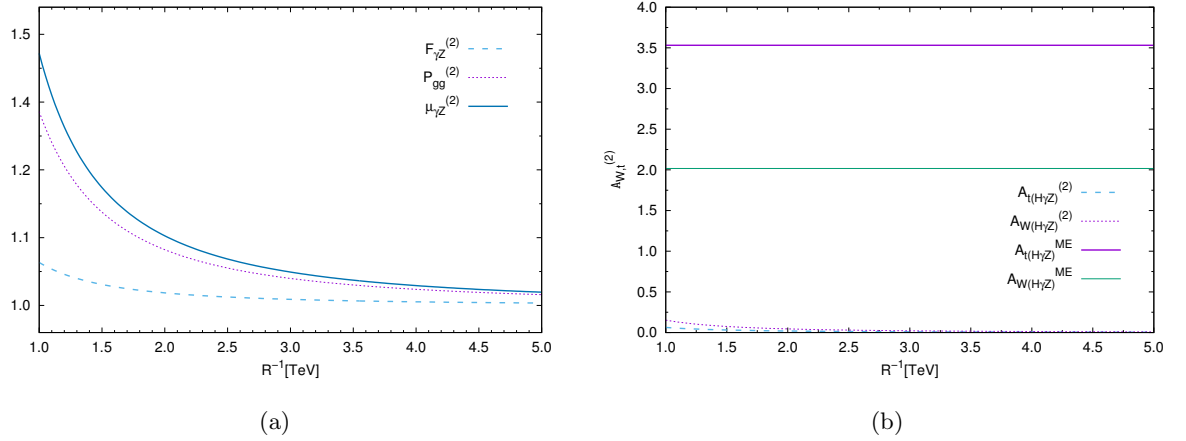 1.5
1.4
1.2
1.1
1.0
1.0 1.5 2.0 2.5 3.0 3.5 4.0 4.5 5.0
R⁻¹[TeV]
F_γZ^(2)
P_gg^(2)
μ_γZ^(2)
(a)
4.0
3.5
3.0
2.5
2.0
1.5
1.0
0.5
0.0
A_W,t^(2)
1.0 1.5 2.0 2.5 3.0 3.5 4.0 4.5 5.0
R⁻¹[TeV]
A_t(HγZ)^(2)
A_W(HγZ)^(2)
A_t(HγZ)^ME
A_W(HγZ)^ME
(b)